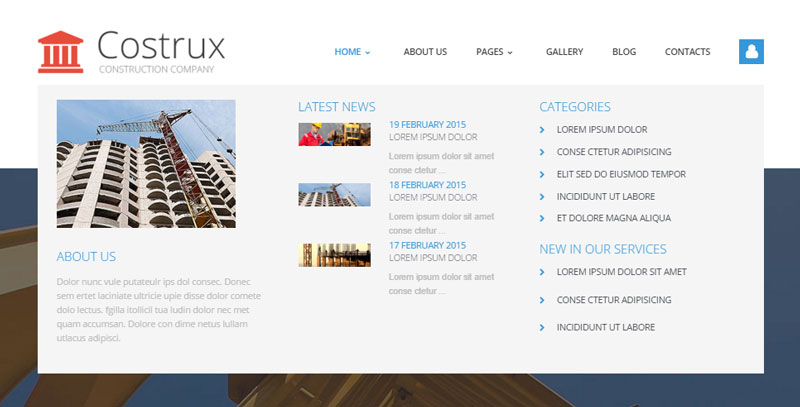 Costrux
CONSTRUCTION COMPANY
HOME
ABOUT US
PAGES
GALLERY
BLOG
CONTACTS
ABOUT US
Dolor nunc vule putateulr ips dol consec. Donec
sem ertet laciniate ultricie upie disse dolor comete
dolo lectus. fgilla itollicil tua ludin dolor nec met
quam accumsan. Dolore con dime netus lullam
utlacus adipisci.
LATEST NEWS
19 FEBRUARY 2015
LOREM IPSUM DOLOR
Lorem ipsum dolor sit amet
conse ctetur ...
18 FEBRUARY 2015
LOREM IPSUM DOLOR
Lorem ipsum dolor sit amet
conse ctetur ...
17 FEBRUARY 2015
LOREM IPSUM DOLOR
Lorem ipsum dolor sit amet
conse ctetur ...
CATEGORIES
LOREM IPSUM DOLOR
CONSE CTETUR ADIPISICING
ELIT SED DO EIUSMOD TEMPOR
INCIDIDUNT UT LABORE
ET DOLORE MAGNA ALIQUA
NEW IN OUR SERVICES
LOREM IPSUM DOLOR SIT AMET
CONSE CTETUR ADIPISICING
INCIDIDUNT UT LABORE